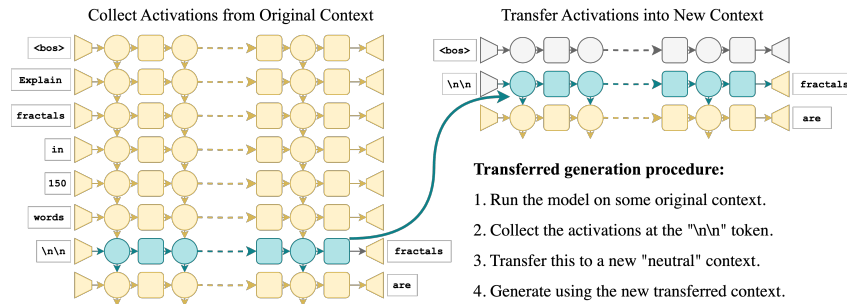 Collect Activations from Original Context
<bos>
Explain
fractals
in
150
words
\n\n
fractals
are
Transfer Activations into New Context
<bos>
\n\n
fractals
are
Transferred generation procedure:
1. Run the model on some original context.
2. Collect the activations at the "\n\n" token.
3. Transfer this to a new "neutral" context.
4. Generate using the new transferred context.